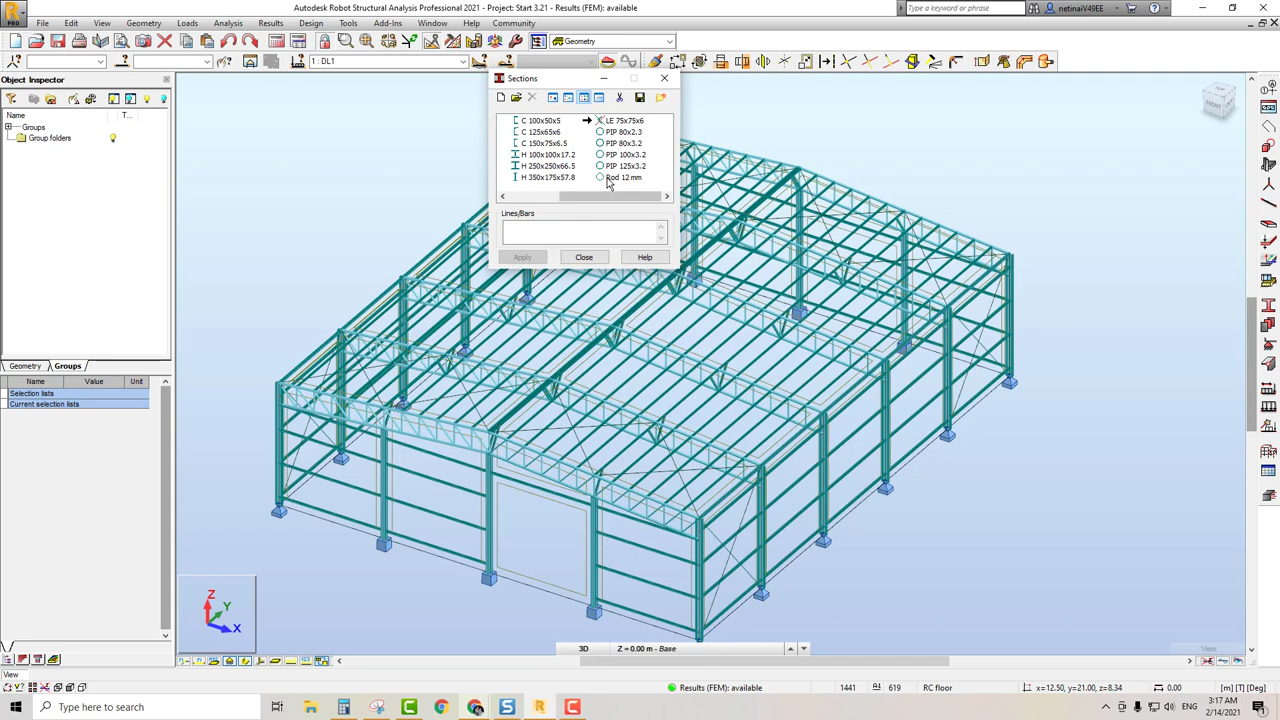 Autodesk Robot Structural Analysis Professional 2021 - Project: Start 3.21 - Results (FEM): available
Type a keyword or phrase
netinaiV49EE
PRO
File Edit View Geometry Loads Analysis Results Design Tools Add-Ins Window Help Community
Geometry
1 : DL1
Object Inspector
Name T...
Groups
Group folders
Geometry Groups
Name Value Unit
Selection lists
Current selection lists
Sections
C 100x50x5 LE 75x75x6
C 125x65x6 PIP 80x2.3
C 150x75x6.5 PIP 80x3.2
H 100x100x17.2 PIP 100x3.2
H 250x250x66.5 PIP 125x3.2
H 350x175x57.8 Rod 12 mm
Lines/Bars
Apply Close Help
FRONT
Z
Y
X
3D Z = 0.00 m - Base
View
View
Results (FEM): available 1441 619 RC floor x=12.50, y=21.00, z=8.34 0.00 [m] [T] [Deg]
Type here to search
3:17 AM
2/14/2021